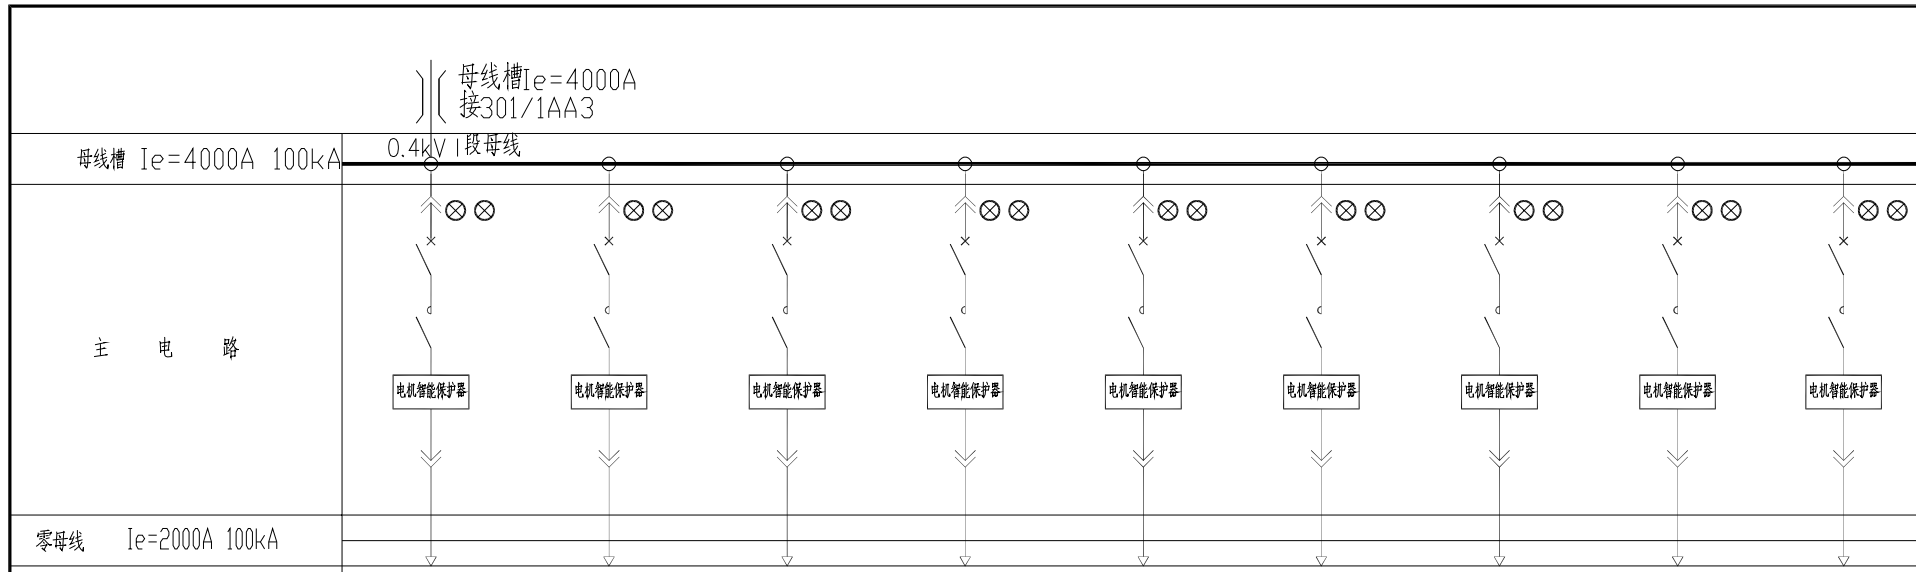 母线槽Ie=4000A
接301/1AA3
0.4kV I段母线
母线槽 Ie=4000A 100kA
主 电 路
电机智能保护器 电机智能保护器 电机智能保护器 电机智能保护器 电机智能保护器 电机智能保护器 电机智能保护器 电机智能保护器 电机智能保护器
零母线 Ie=2000A 100kA